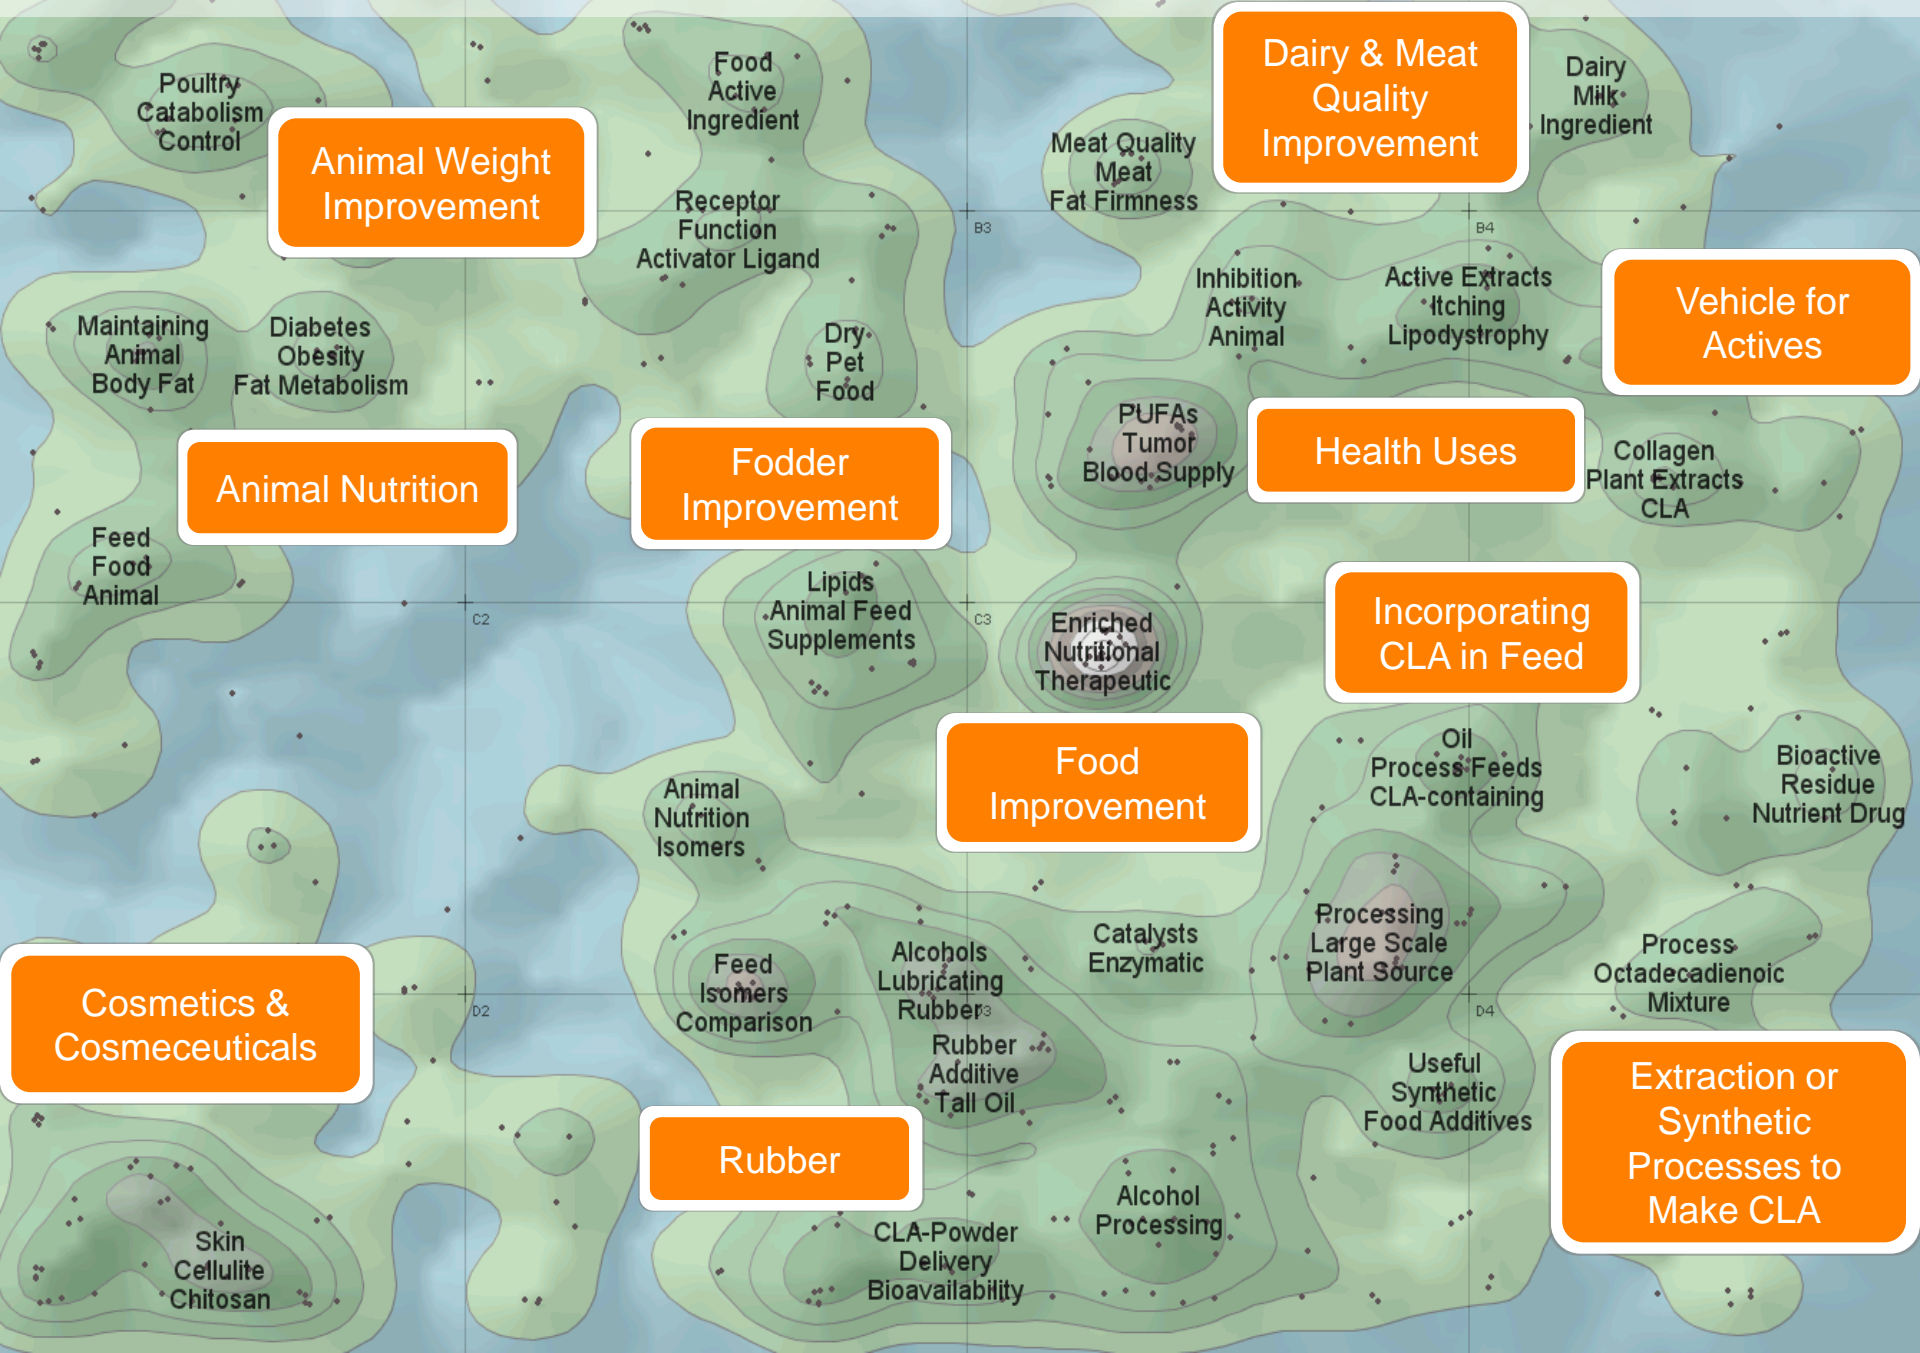 Poultry
Catabolism
Control
Animal Weight
Improvement
Food
Active
Ingredient
Receptor
Function
Activator Ligand
Meat Quality
Meat
Fat Firmness
Dairy & Meat
Quality
Improvement
Dairy
Milk
Ingredient
B3
B4
Maintaining
Animal
Body Fat
Diabetes
Obesity
Fat Metabolism
Dry
Pet
Food
Inhibition
Activity
Animal
Active Extracts
Itching
Lipodystrophy
Vehicle for
Actives
Animal Nutrition
Fodder
Improvement
PUFAs
Tumor
Blood Supply
Health Uses
Collagen
Plant Extracts
CLA
Feed
Food
Animal
C2
Lipids
Animal Feed
Supplements
C3
Enriched
Nutritional
Therapeutic
Incorporating
CLA in Feed
Animal
Nutrition
Isomers
Food
Improvement
Oil
Process Feeds
CLA-containing
Bioactive
Residue
Nutrient Drug
Cosmetics &
Cosmeceuticals
D2
Feed
Isomers
Comparison
Alcohols
Lubricating
Rubber
D3
Rubber
Additive
Tall Oil
Catalysts
Enzymatic
Processing
Large Scale
Plant Source
D4
Process
Octadecadienoic
Mixture
Useful
Synthetic
Food Additives
Extraction or
Synthetic
Processes to
Make CLA
Rubber
Skin
Cellulite
Chitosan
CLA-Powder
Delivery
Bioavailability
Alcohol
Processing